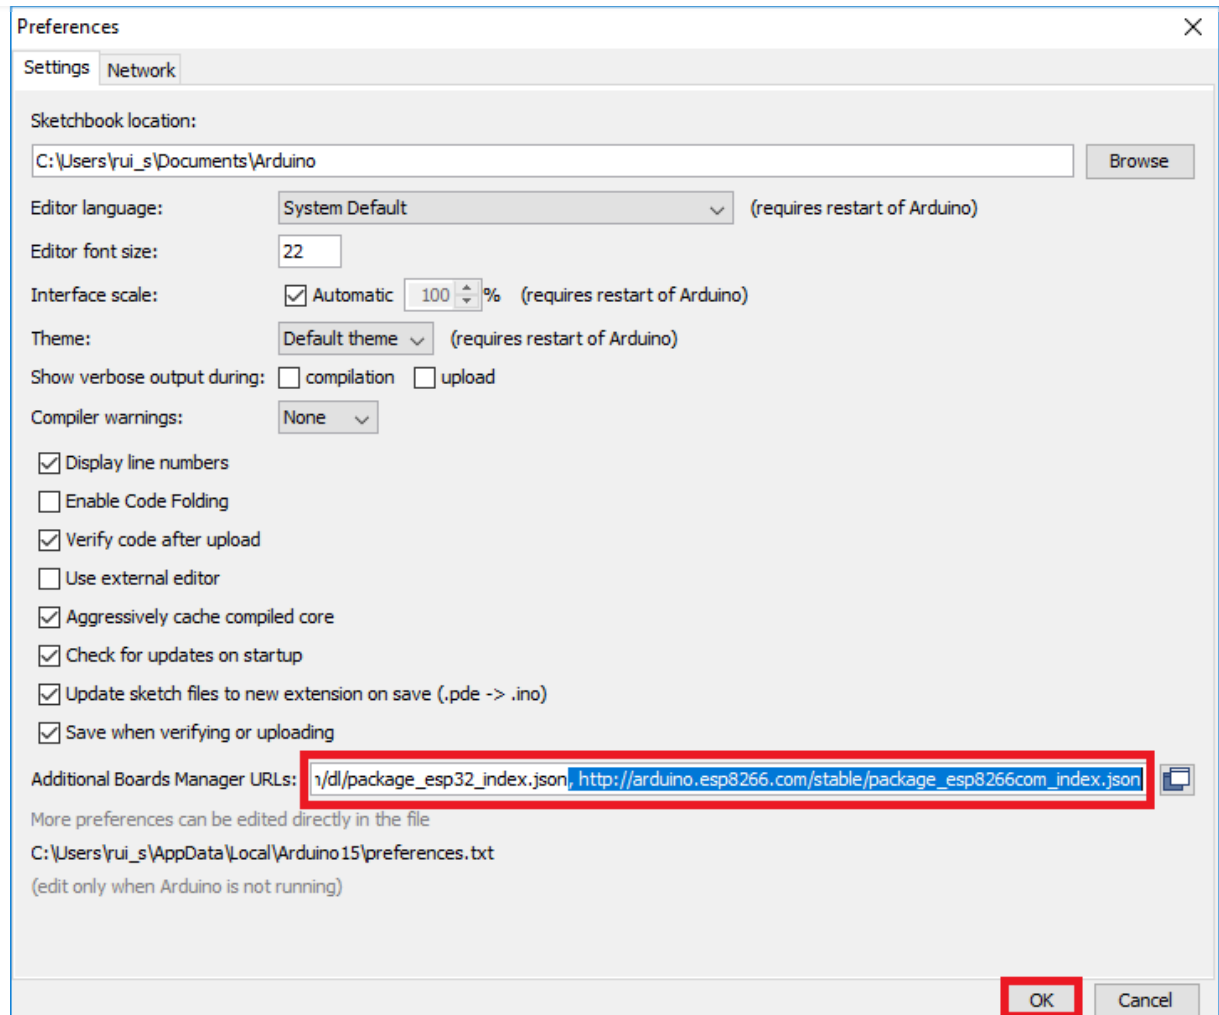 Preferences
Settings Network
Sketchbook location:
C:\Users\rui_s\Documents\Arduino Browse
Editor language: System Default (requires restart of Arduino)
Editor font size: 22
Interface scale: Automatic 100 % (requires restart of Arduino)
Theme: Default theme (requires restart of Arduino)
Show verbose output during: compilation upload
Compiler warnings: None
Display line numbers
Enable Code Folding
Verify code after upload
Use external editor
Aggressively cache compiled core
Check for updates on startup
Update sketch files to new extension on save (.pde -> .ino)
Save when verifying or uploading
Additional Boards Manager URLs: /dl/package_esp32_index.json, http://arduino.esp8266.com/stable/package_esp8266com_index.json
More preferences can be edited directly in the file
C:\Users\rui_s\AppData\Local\Arduino15\preferences.txt
(edit only when Arduino is not running)
OK Cancel